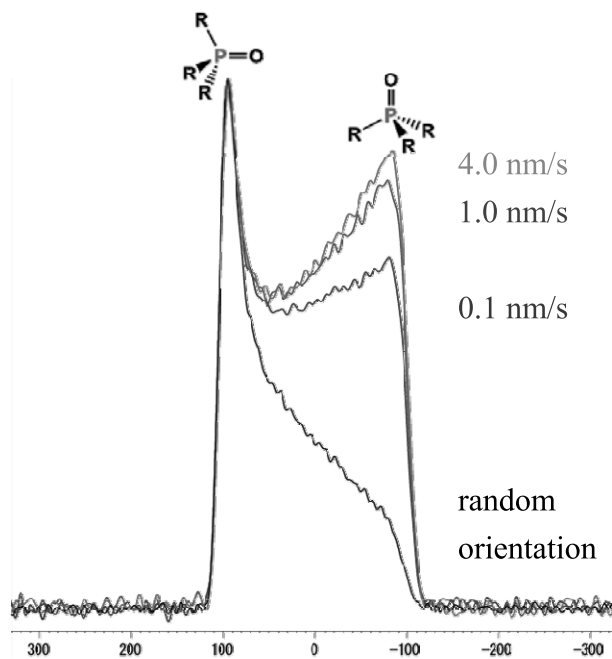 R
P=O
R
R
O
P
R
R
R
4.0 nm/s
1.0 nm/s
0.1 nm/s
random
orientation
300 200 100 0 -100 -200 -300